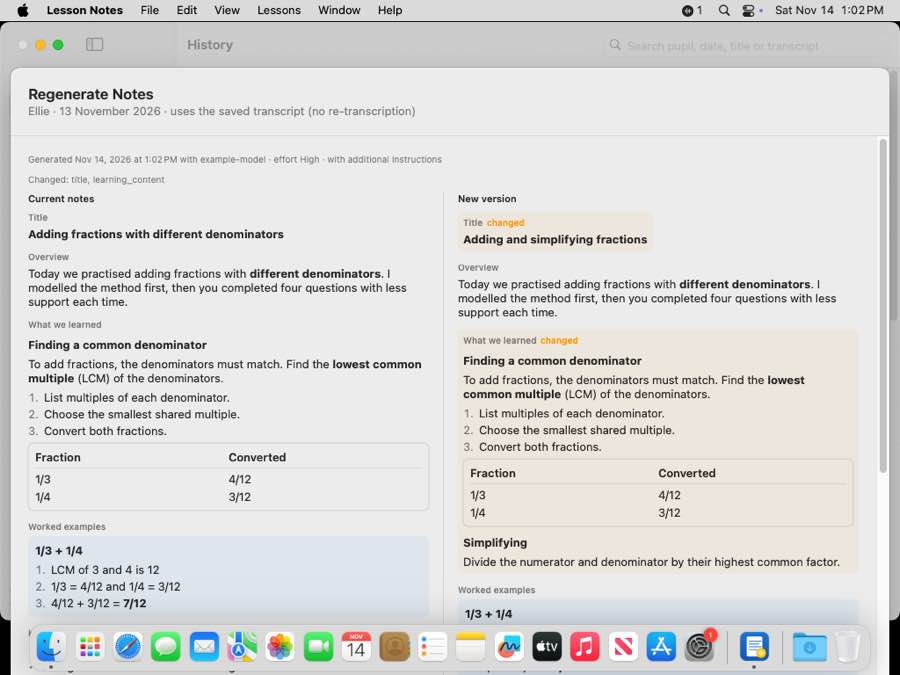 Lesson Notes File Edit View Lessons Window Help 1 Sat Nov 14 1:02 PM
History
Search pupil, date, title or transcript
Regenerate Notes
Ellie · 13 November 2026 · uses the saved transcript (no re-transcription)
Generated Nov 14, 2026 at 1:02 PM with example-model · effort High · with additional instructions
Changed: title, learning_content
Current notes
Title
Adding fractions with different denominators
Overview
Today we practised adding fractions with different denominators. I
modelled the method first, then you completed four questions with less
support each time.
What we learned
Finding a common denominator
To add fractions, the denominators must match. Find the lowest common
multiple (LCM) of the denominators.
1. List multiples of each denominator.
2. Choose the smallest shared multiple.
3. Convert both fractions.
Fraction Converted
1/3 4/12
1/4 3/12
Worked examples
1/3 + 1/4
1. LCM of 3 and 4 is 12
2. 1/3 = 4/12 and 1/4 = 3/12
3. 4/12 + 3/12 = 7/12
New version
Title changed
Adding and simplifying fractions
Overview
Today we practised adding fractions with different denominators. I
modelled the method first, then you completed four questions with less
support each time.
What we learned changed
Finding a common denominator
To add fractions, the denominators must match. Find the lowest
common multiple (LCM) of the denominators.
1. List multiples of each denominator.
2. Choose the smallest shared multiple.
3. Convert both fractions.
Fraction Converted
1/3 4/12
1/4 3/12
Simplifying
Divide the numerator and denominator by their highest common factor.
Worked examples
1/3 + 1/4
NOV
14
tv
1